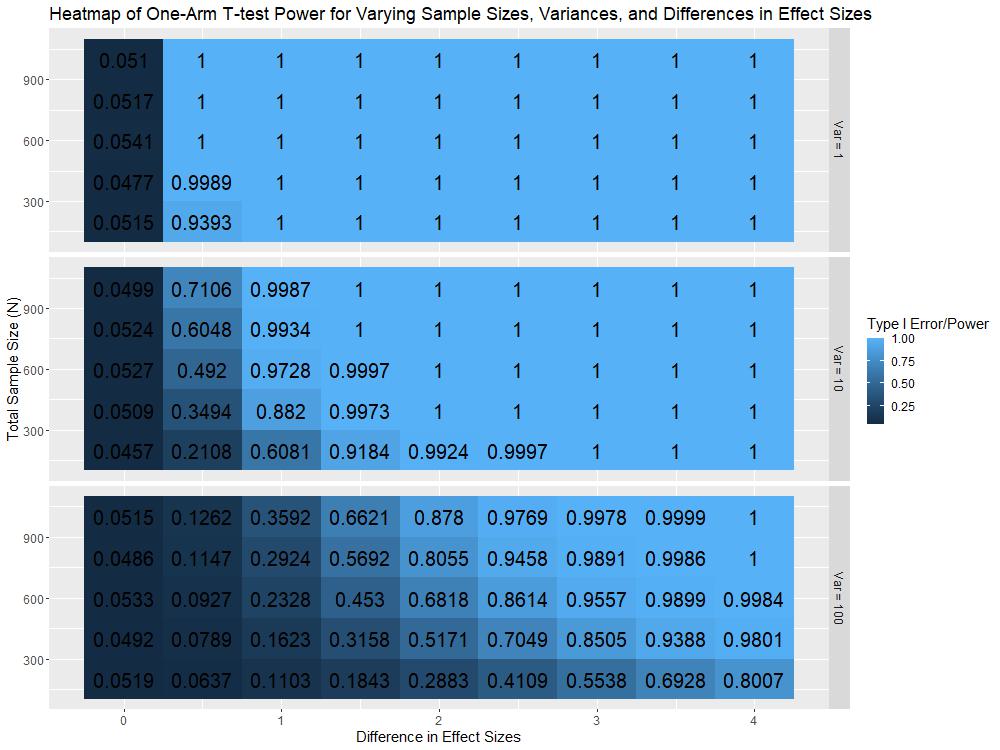 Heatmap of One-Arm T-test Power for Varying Sample Sizes, Variances, and Differences in Effect Sizes
0.051 1 1 1 1 1 1 1 1
900
0.0517 1 1 1 1 1 1 1 1
600
0.0541 1 1 1 1 1 1 1 1
0.0477 0.9989 1 1 1 1 1 1 1
300
0.0515 0.9393 1 1 1 1 1 1 1
Var = 1
0.0499 0.7106 0.9987 1 1 1 1 1 1
900
0.0524 0.6048 0.9934 1 1 1 1 1 1
600
0.0527 0.492 0.9728 0.9997 1 1 1 1 1
0.0509 0.3494 0.882 0.9973 1 1 1 1 1
300
0.0457 0.2108 0.6081 0.9184 0.9924 0.9997 1 1 1
Var = 10
0.0515 0.1262 0.3592 0.6621 0.878 0.9769 0.9978 0.9999 1
900
0.0486 0.1147 0.2924 0.5692 0.8055 0.9458 0.9891 0.9986 1
600
0.0533 0.0927 0.2328 0.453 0.6818 0.8614 0.9557 0.9899 0.9984
0.0492 0.0789 0.1623 0.3158 0.5171 0.7049 0.8505 0.9388 0.9801
300
0.0519 0.0637 0.1103 0.1843 0.2883 0.4109 0.5538 0.6928 0.8007
Var = 100
0 1 2 3 4
Difference in Effect Sizes
Total Sample Size (N)
Type I Error/Power
1.00
0.75
0.50
0.25